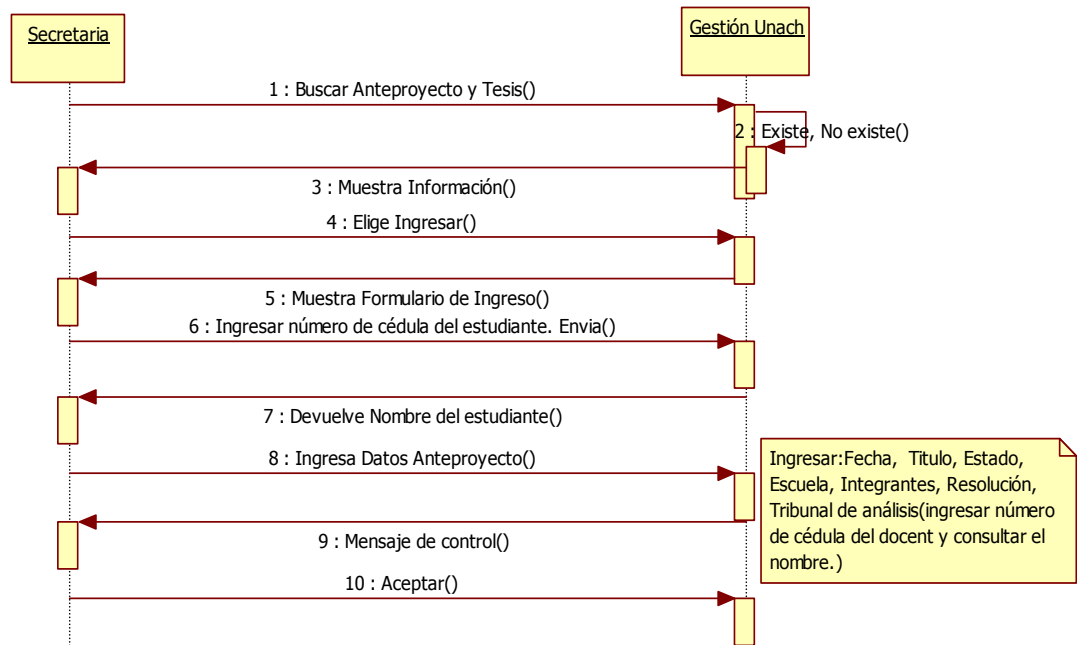 Secretaria
Gestión Unach
1 : Buscar Anteproyecto y Tesis()
2 : Existe, No existe()
3 : Muestra Información()
4 : Elige Ingresar()
5 : Muestra Formulario de Ingreso()
6 : Ingresar número de cédula del estudiante. Envia()
7 : Devuelve Nombre del estudiante()
8 : Ingresa Datos Anteproyecto()
Ingresar:Fecha, Titulo, Estado,
Escuela, Integrantes, Resolución,
Tribunal de análisis(ingresar número
de cédula del docent y consultar el
nombre.)
9 : Mensaje de control()
10 : Aceptar()